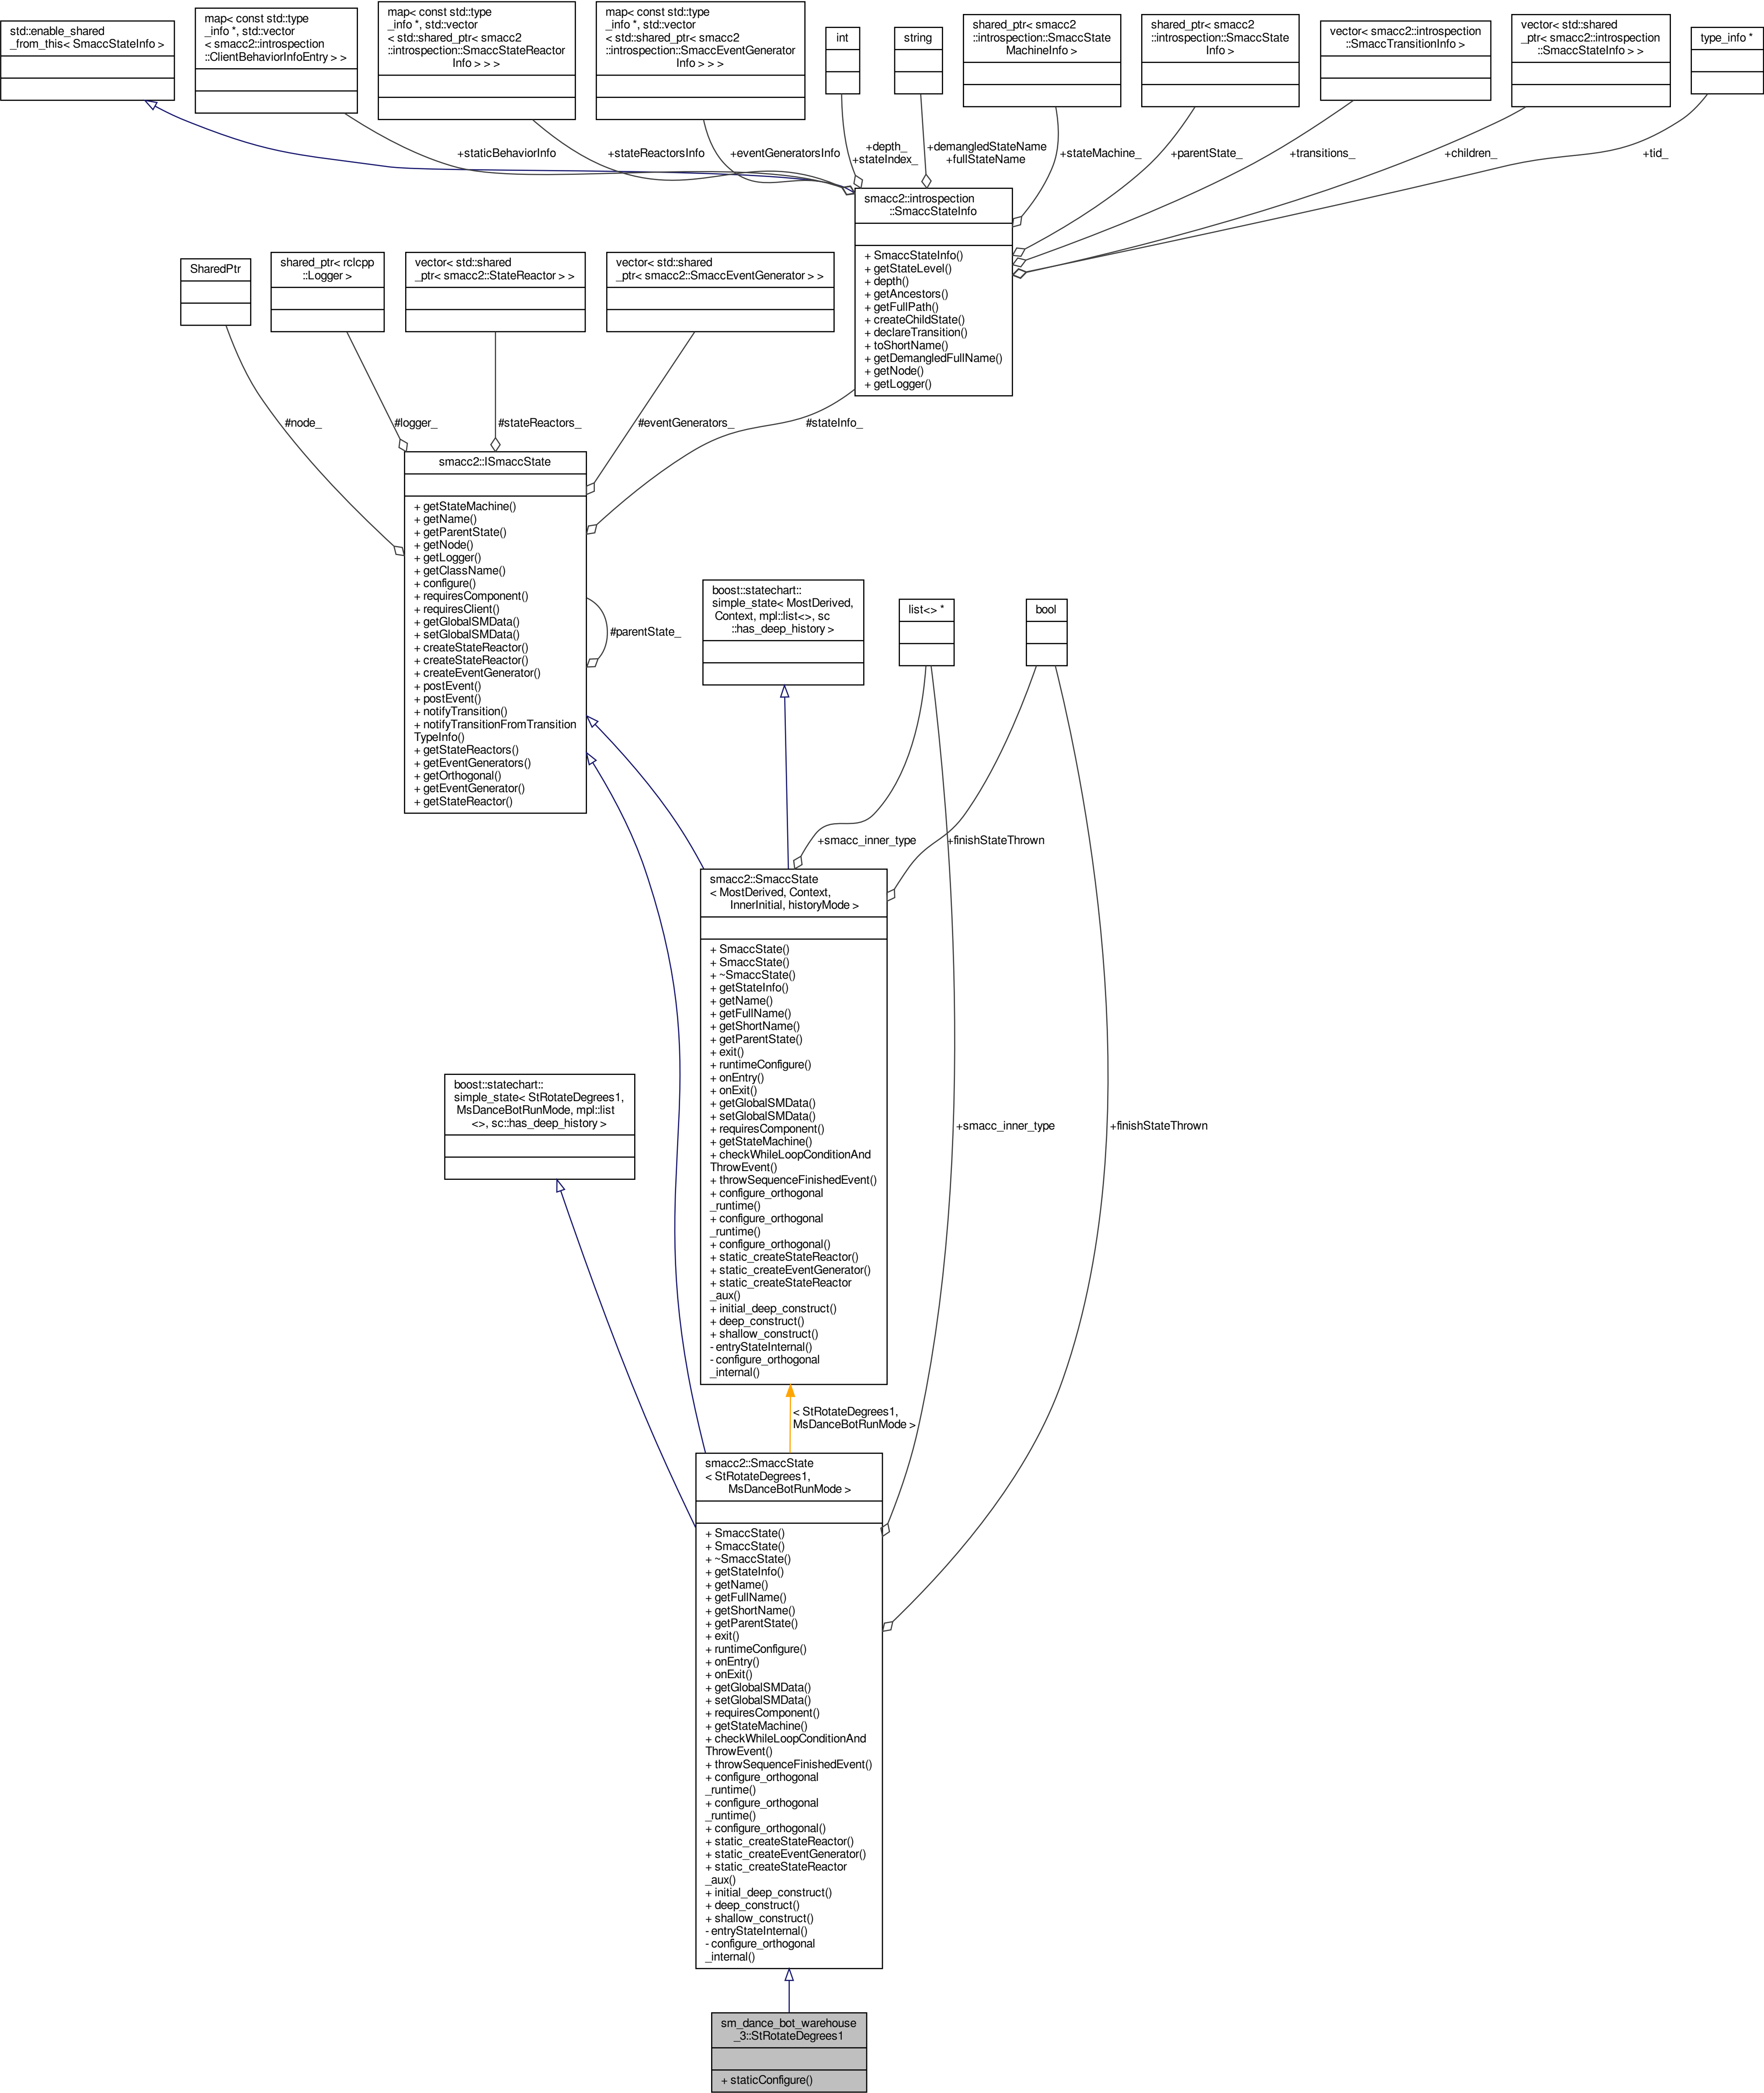 std::enable_shared
_from_this< SmaccStateInfo >
map< const std::type
_info *, std::vector
< smacc2::introspection
::ClientBehaviorInfoEntry > >
map< const std::type
_info *, std::vector
< std::shared_ptr< smacc2
::introspection::SmaccStateReactor
Info > > >
map< const std::type
_info *, std::vector
< std::shared_ptr< smacc2
::introspection::SmaccEventGenerator
Info > > >
int
string
shared_ptr< smacc2
::introspection::SmaccState
MachineInfo >
shared_ptr< smacc2
::introspection::SmaccState
Info >
vector< smacc2::introspection
::SmaccTransitionInfo >
vector< std::shared
_ptr< smacc2::introspection
::SmaccStateInfo > >
type_info *
+staticBehaviorInfo
+stateReactorsInfo
+eventGeneratorsInfo
+depth_
+stateIndex_
+demangledStateName
+fullStateName
+stateMachine_
+parentState_
+transitions_
+children_
+tid_
smacc2::introspection
::SmaccStateInfo
+ SmaccStateInfo()
+ getStateLevel()
+ depth()
+ getAncestors()
+ getFullPath()
+ createChildState()
+ declareTransition()
+ toShortName()
+ getDemangledFullName()
+ getNode()
+ getLogger()
SharedPtr
shared_ptr< rclcpp
::Logger >
vector< std::shared
_ptr< smacc2::StateReactor > >
vector< std::shared
_ptr< smacc2::SmaccEventGenerator > >
#node_
#logger_
#stateReactors_
#eventGenerators_
#stateInfo_
smacc2::ISmaccState
+ getStateMachine()
+ getName()
+ getParentState()
+ getNode()
+ getLogger()
+ getClassName()
+ configure()
+ requiresComponent()
+ requiresClient()
+ getGlobalSMData()
+ setGlobalSMData()
+ createStateReactor()
+ createStateReactor()
+ createEventGenerator()
+ postEvent()
+ postEvent()
+ notifyTransition()
+ notifyTransitionFromTransition
TypeInfo()
+ getStateReactors()
+ getEventGenerators()
+ getOrthogonal()
+ getEventGenerator()
+ getStateReactor()
#parentState_
boost::statechart::
simple_state< MostDerived,
Context, mpl::list<>, sc
::has_deep_history >
list<> *
bool
+smacc_inner_type
+finishStateThrown
smacc2::SmaccState
< MostDerived, Context,
InnerInitial, historyMode >
+ SmaccState()
+ SmaccState()
+ ~SmaccState()
+ getStateInfo()
+ getName()
+ getFullName()
+ getShortName()
+ getParentState()
+ exit()
+ runtimeConfigure()
+ onEntry()
+ onExit()
+ getGlobalSMData()
+ setGlobalSMData()
+ requiresComponent()
+ getStateMachine()
+ checkWhileLoopConditionAnd
ThrowEvent()
+ throwSequenceFinishedEvent()
+ configure_orthogonal
_runtime()
+ configure_orthogonal
_runtime()
+ configure_orthogonal()
+ static_createStateReactor()
+ static_createEventGenerator()
+ static_createStateReactor
_aux()
+ initial_deep_construct()
+ deep_construct()
+ shallow_construct()
- entryStateInternal()
- configure_orthogonal
_internal()
boost::statechart::
simple_state< StRotateDegrees1,
MsDanceBotRunMode, mpl::list
<>, sc::has_deep_history >
+smacc_inner_type
+finishStateThrown
< StRotateDegrees1,
MsDanceBotRunMode >
smacc2::SmaccState
< StRotateDegrees1,
MsDanceBotRunMode >
+ SmaccState()
+ SmaccState()
+ ~SmaccState()
+ getStateInfo()
+ getName()
+ getFullName()
+ getShortName()
+ getParentState()
+ exit()
+ runtimeConfigure()
+ onEntry()
+ onExit()
+ getGlobalSMData()
+ setGlobalSMData()
+ requiresComponent()
+ getStateMachine()
+ checkWhileLoopConditionAnd
ThrowEvent()
+ throwSequenceFinishedEvent()
+ configure_orthogonal
_runtime()
+ configure_orthogonal
_runtime()
+ configure_orthogonal()
+ static_createStateReactor()
+ static_createEventGenerator()
+ static_createStateReactor
_aux()
+ initial_deep_construct()
+ deep_construct()
+ shallow_construct()
- entryStateInternal()
- configure_orthogonal
_internal()
sm_dance_bot_warehouse
_3::StRotateDegrees1
+ staticConfigure()